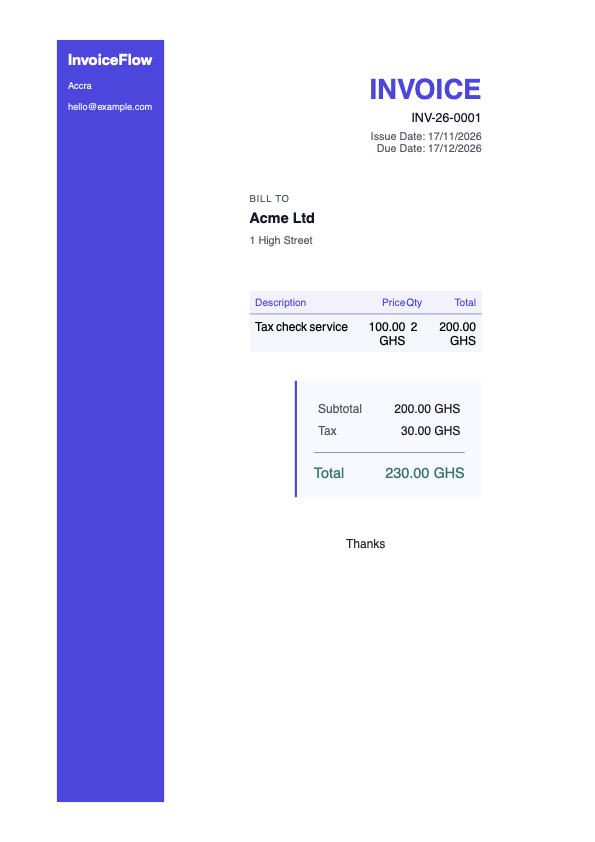 InvoiceFlow
Accra
hello@example.com
INVOICE
INV-26-0001
Issue Date: 17/11/2026
Due Date: 17/12/2026
BILL TO
Acme Ltd
1 High Street
Description Price Qty Total
Tax check service 100.00 2 200.00
GHS GHS
Subtotal 200.00 GHS
Tax 30.00 GHS
Total 230.00 GHS
Thanks